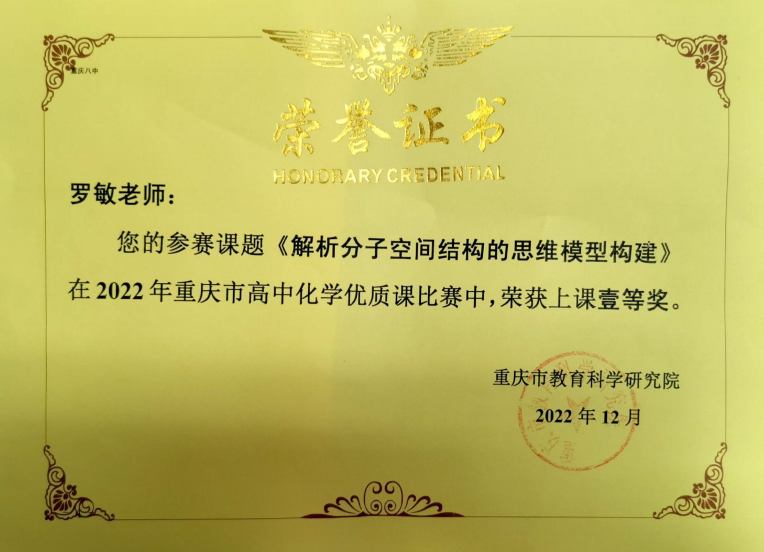 重庆八中
荣誉证书
HONORARY CREDENTIAL
罗敏老师：
您的参赛课题《解析分子空间结构的思维模型构建》
在2022年重庆市高中化学优质课比赛中，荣获上课壹等奖。
重庆市教育科学研究院
2022年12月